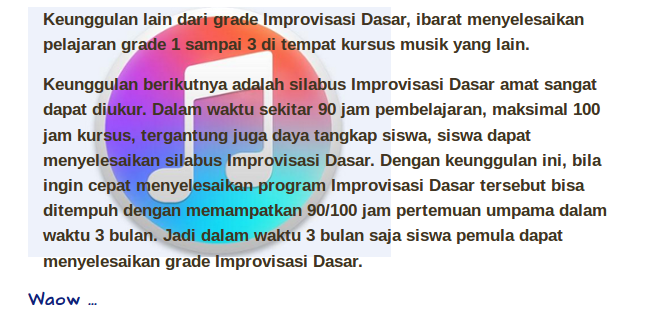 Keunggulan lain dari grade Improvisasi Dasar, ibarat menyelesaikan
pelajaran grade 1 sampai 3 di tempat kursus musik yang lain.
Keunggulan berikutnya adalah silabus Improvisasi Dasar amat sangat
dapat diukur. Dalam waktu sekitar 90 jam pembelajaran, maksimal 100
jam kursus, tergantung juga daya tangkap siswa, siswa dapat
menyelesaikan silabus Improvisasi Dasar. Dengan keunggulan ini, bila
ingin cepat menyelesaikan program Improvisasi Dasar tersebut bisa
ditempuh dengan memampatkan 90/100 jam pertemuan umpama dalam
waktu 3 bulan. Jadi dalam waktu 3 bulan saja siswa pemula dapat
menyelesaikan grade Improvisasi Dasar.
Waow ...